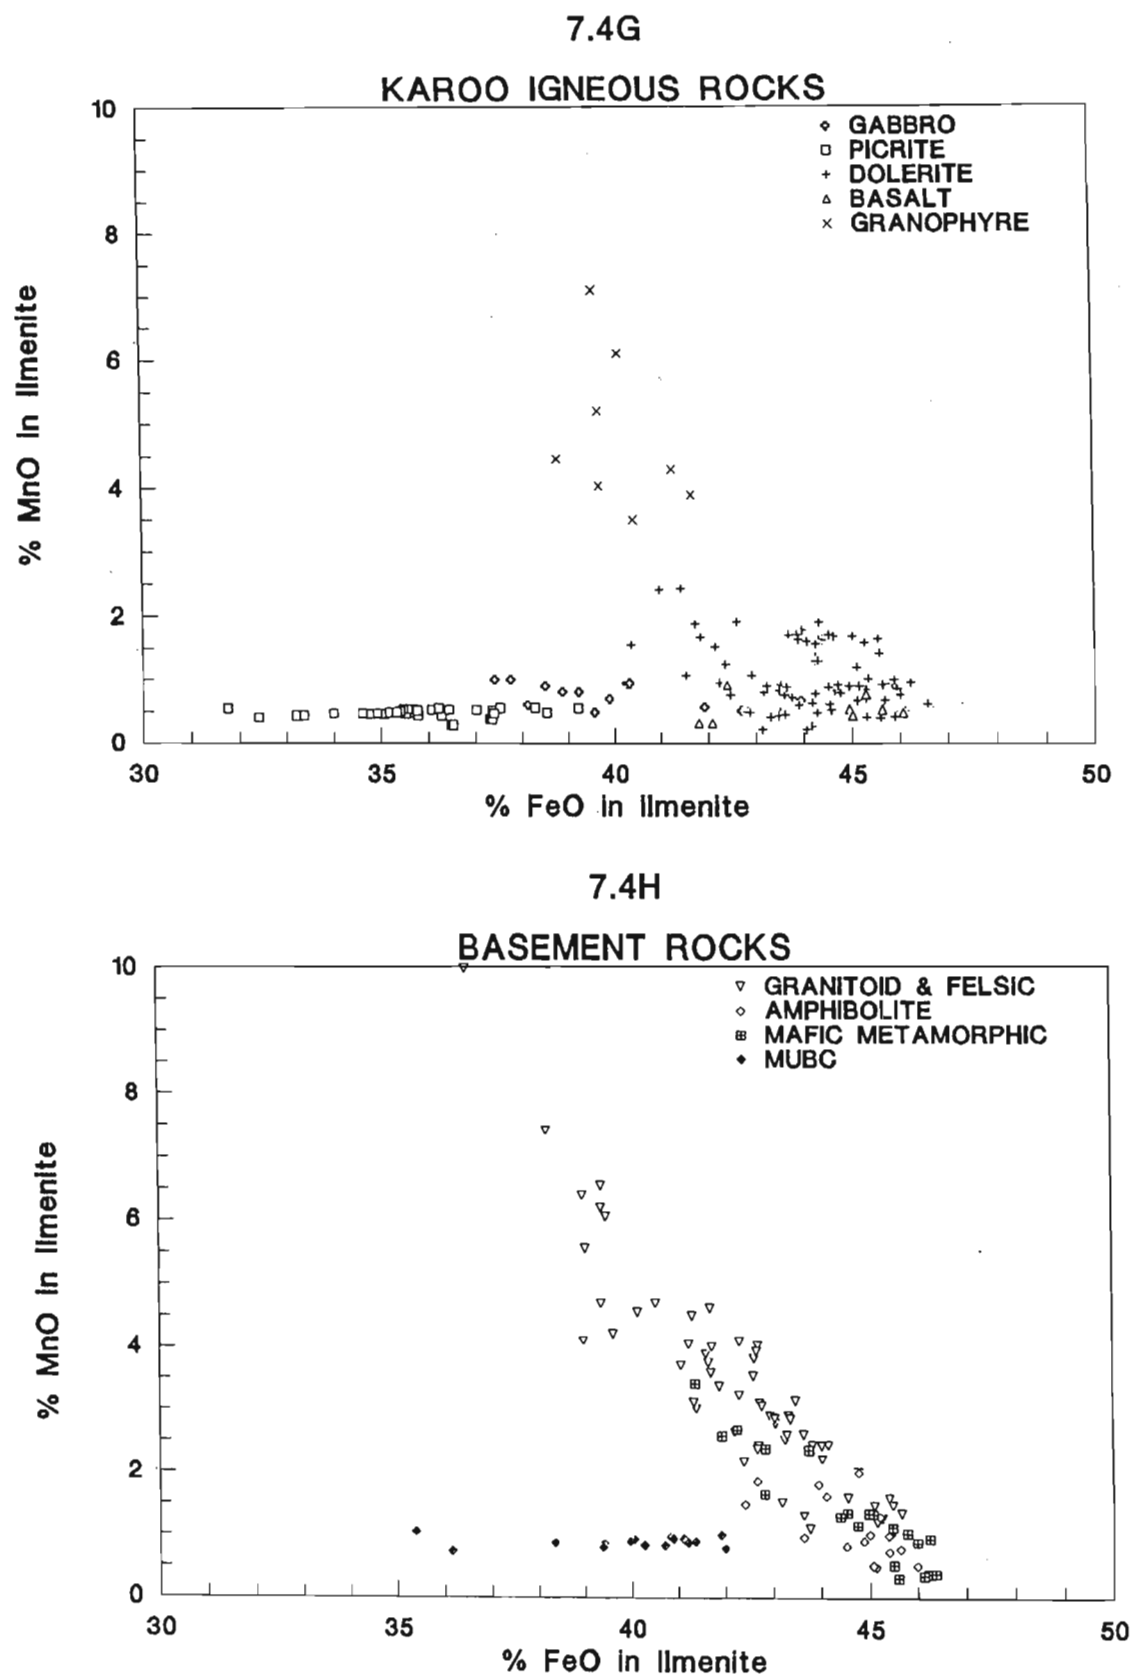 7.4G
KAROO IGNEOUS ROCKS
10
8
6
4
2
0
% MnO in Ilmenite
GABBRO
PICRITE
DOLERITE
BASALT
GRANOPHYRE
30 35 40 45 50
% FeO in Ilmenite
7.4H
BASEMENT ROCKS
10
8
6
4
2
0
% MnO in Ilmenite
GRANITOID & FELSIC
AMPHIBOLITE
MAFIC METAMORPHIC
MUBC
30 35 40 45 50
% FeO in Ilmenite